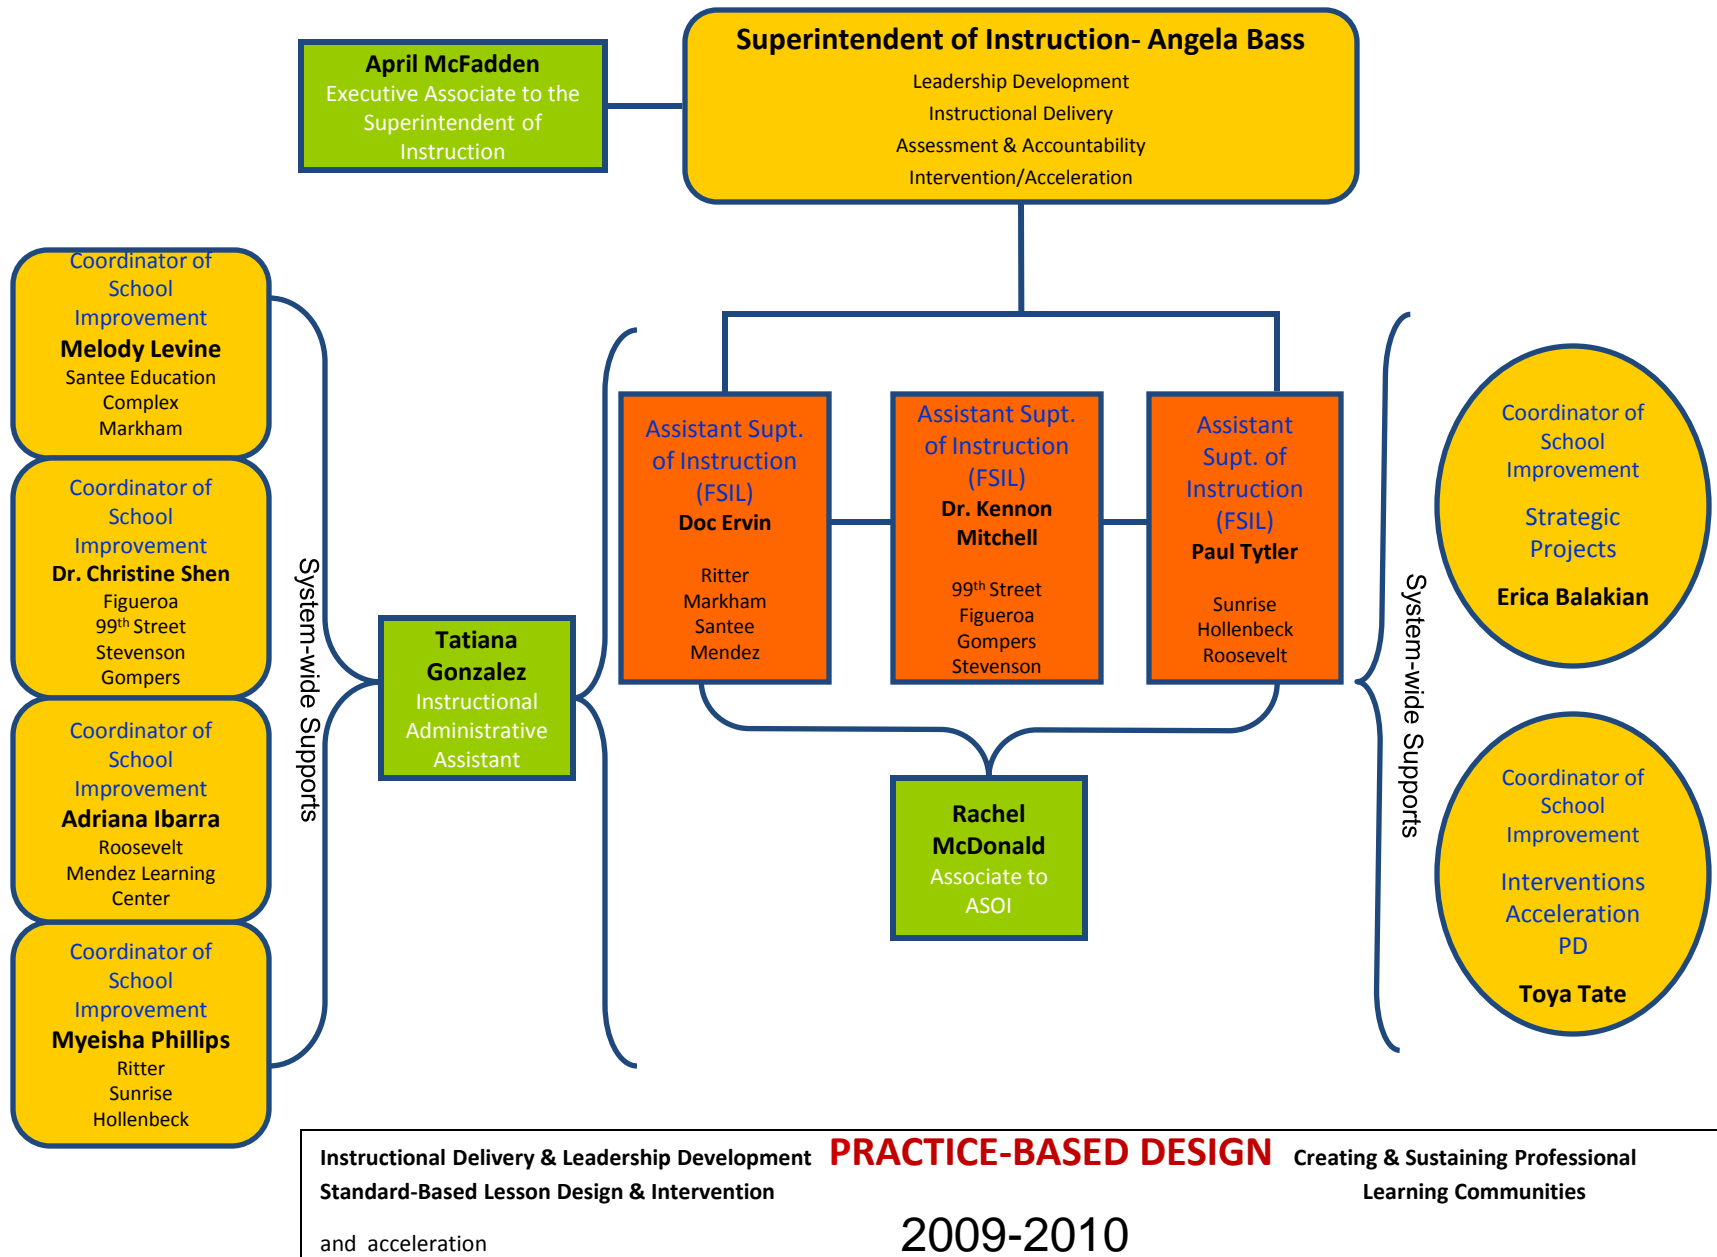 Superintendent of Instruction- Angela Bass
Leadership Development
Instructional Delivery
Assessment & Accountability
Intervention/Acceleration
April McFadden
Executive Associate to the
Superintendent of
Instruction
Coordinator of
School
Improvement
Melody Levine
Santee Education
Complex
Markham
Coordinator of
School
Improvement
Dr. Christine Shen
Figueroa
99th Street
Stevenson
Gompers
Coordinator of
School
Improvement
Adriana Ibarra
Roosevelt
Mendez Learning
Center
Coordinator of
School
Improvement
Myeisha Phillips
Ritter
Sunrise
Hollenbeck
System-wide Supports
Tatiana
Gonzalez
Instructional
Administrative
Assistant
Assistant Supt.
of Instruction
(FSIL)
Doc Ervin
Ritter
Markham
Santee
Mendez
Assistant Supt.
of Instruction
(FSIL)
Dr. Kennon
Mitchell
99th Street
Figueroa
Gompers
Stevenson
Assistant
Supt. of
Instruction
(FSIL)
Paul Tytler
Sunrise
Hollenbeck
Roosevelt
Rachel
McDonald
Associate to
ASOI
System-wide Supports
Coordinator of
School
Improvement
Strategic
Projects
Erica Balakian
Coordinator of
School
Improvement
Interventions
Acceleration
PD
Toya Tate
Instructional Delivery & Leadership Development PRACTICE-BASED DESIGN Creating & Sustaining Professional
Standard-Based Lesson Design & Intervention Learning Communities
and acceleration 2009-2010